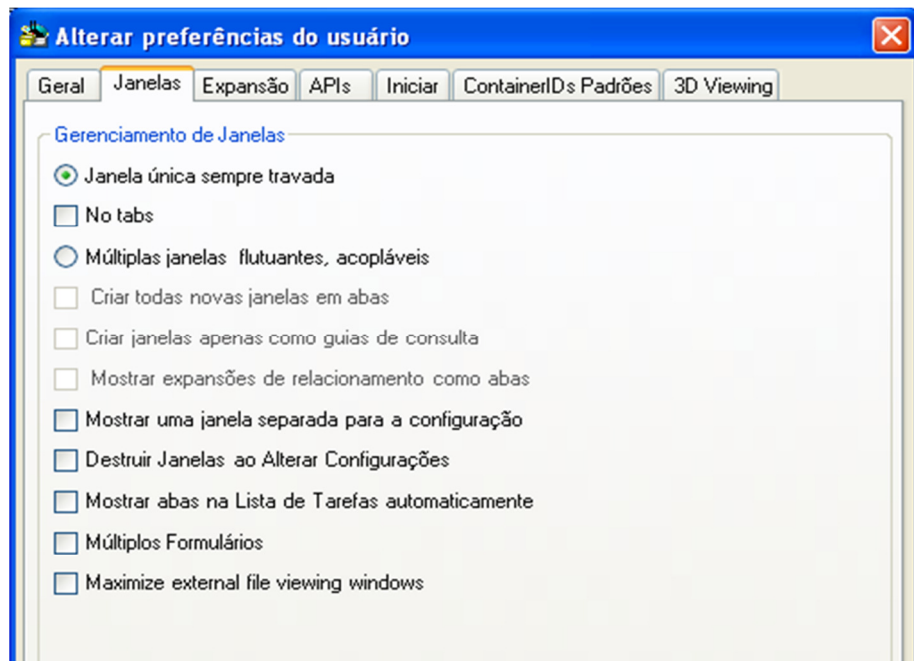 Alterar preferências do usuário
Geral Janelas Expansão APIs Iniciar ContainerIDs Padrões 3D Viewing
Gerenciamento de Janelas
Janela única sempre travada
No tabs
Múltiplas janelas flutuantes, acopláveis
Criar todas novas janelas em abas
Criar janelas apenas como guias de consulta
Mostrar expansões de relacionamento como abas
Mostrar uma janela separada para a configuração
Destruir Janelas ao Alterar Configurações
Mostrar abas na Lista de Tarefas automaticamente
Múltiplos Formulários
Maximize external file viewing windows